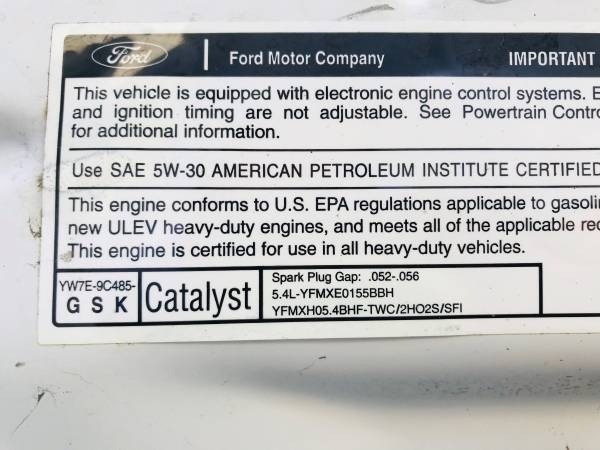 Ford Ford Motor Company IMPORTANT
This vehicle is equipped with electronic engine control systems.
and ignition timing are not adjustable. See Powertrain
for additional information.
Use SAE 5W-30 AMERICAN PETROLEUM INSTITUTE CERTIFIED
This engine conforms to U.S. EPA regulations applicable to
new ULEV heavy-duty engines, and meets all of the applicable
This engine is certified for use in all heavy-duty vehicles.
YW7E-9C485-
G S K
Catalyst
Spark Plug Gap: .052-.056
5.4L-YFMXE0155BBH
YFMXH05.4BHF-TWC/2HO2S/SFI